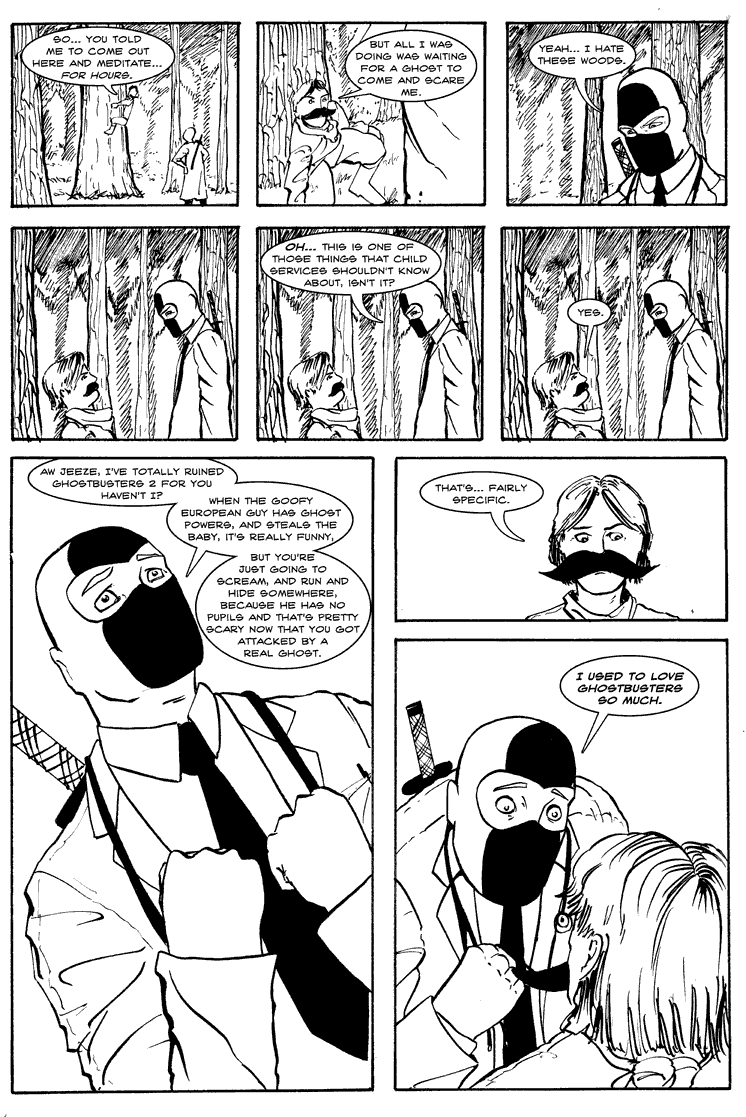 SO... YOU TOLD
ME TO COME OUT
HERE AND MEDITATE...
FOR HOURS.
BUT ALL I WAS
DOING WAS WAITING
FOR A GHOST TO
COME AND SCARE
ME.
YEAH... I HATE
THESE WOODS.
OH... THIS IS ONE OF
THOSE THINGS THAT CHILD
SERVICES SHOULDN'T KNOW
ABOUT, ISN'T IT?
YES.
AW JEEZE, I'VE TOTALLY RUINED
GHOSTBUSTERS 2 FOR YOU
HAVEN'T I?
WHEN THE GOOFY
EUROPEAN GUY HAS GHOST
POWERS, AND STEALS THE
BABY, IT'S REALLY FUNNY,
BUT YOU'RE
JUST GOING TO
SCREAM, AND RUN AND
HIDE SOMEWHERE,
BECAUSE HE HAS NO
PUPILS AND THAT'S PRETTY
SCARY NOW THAT YOU GOT
ATTACKED BY A
REAL GHOST.
THAT'S... FAIRLY
SPECIFIC.
I USED TO LOVE
GHOSTBUSTERS
SO MUCH.